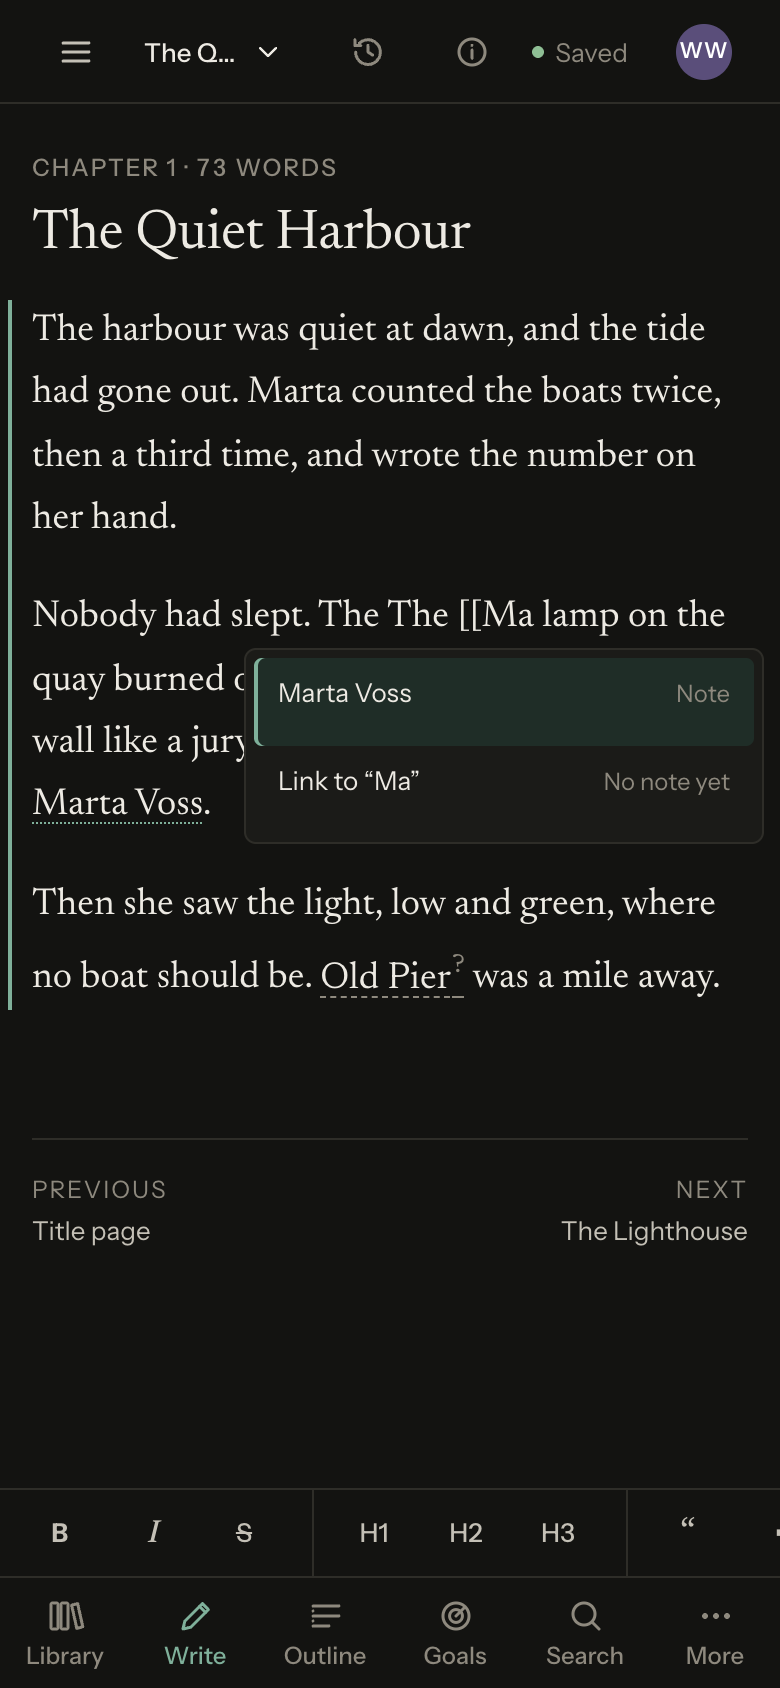 The Q...
Saved
WW
CHAPTER 1 · 73 WORDS
The Quiet Harbour
The harbour was quiet at dawn, and the tide
had gone out. Marta counted the boats twice,
then a third time, and wrote the number on
her hand.
Nobody had slept. The The [[Ma lamp on the
quay burned
wall like a jury
Marta Voss.
Marta Voss Note
Link to “Ma” No note yet
Then she saw the light, low and green, where
no boat should be. Old Pier? was a mile away.
PREVIOUS NEXT
Title page The Lighthouse
B I S H1 H2 H3 “
Library Write Outline Goals Search More